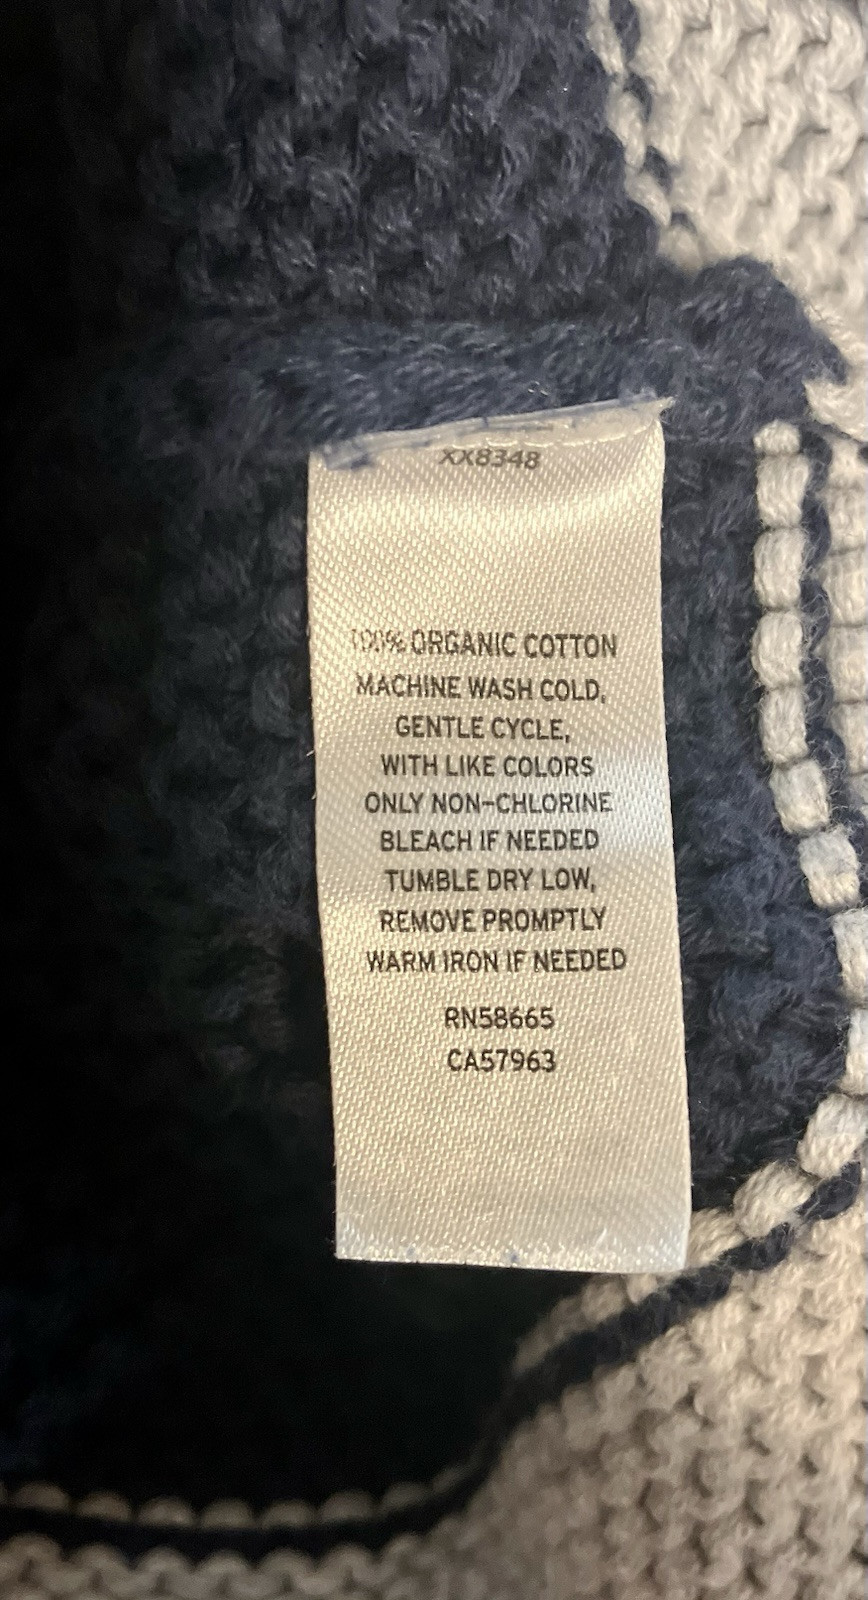 XX8348
100% ORGANIC COTTON
MACHINE WASH COLD,
GENTLE CYCLE,
WITH LIKE COLORS
ONLY NON-CHLORINE
BLEACH IF NEEDED
TUMBLE DRY LOW,
REMOVE PROMPTLY
WARM IRON IF NEEDED
RN58665
CA57963